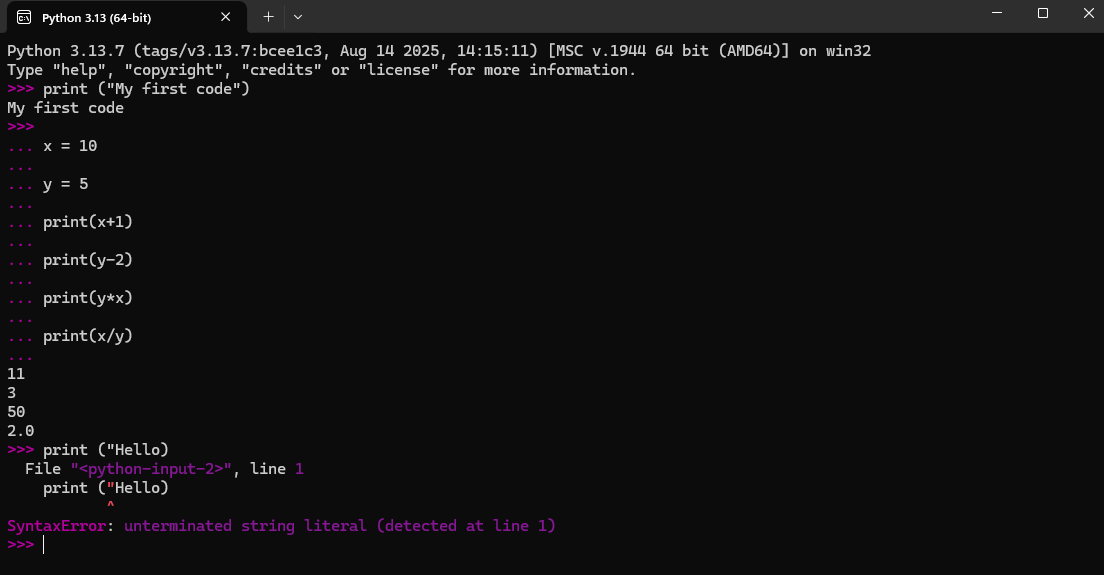 Python 3.13 (64-bit)
Python 3.13.7 (tags/v3.13.7:bcee1c3, Aug 14 2025, 14:15:11) [MSC v.1944 64 bit (AMD64)] on win32
Type "help", "copyright", "credits" or "license" for more information.
>>> print ("My first code")
My first code
>>>
... x = 10
...
... y = 5
...
... print(x+1)
...
... print(y-2)
...
... print(y*x)
...
... print(x/y)
...
11
3
50
2.0
>>> print ("Hello)
  File "<python-input-2>", line 1
    print ("Hello)
           ^
SyntaxError: unterminated string literal (detected at line 1)
>>>